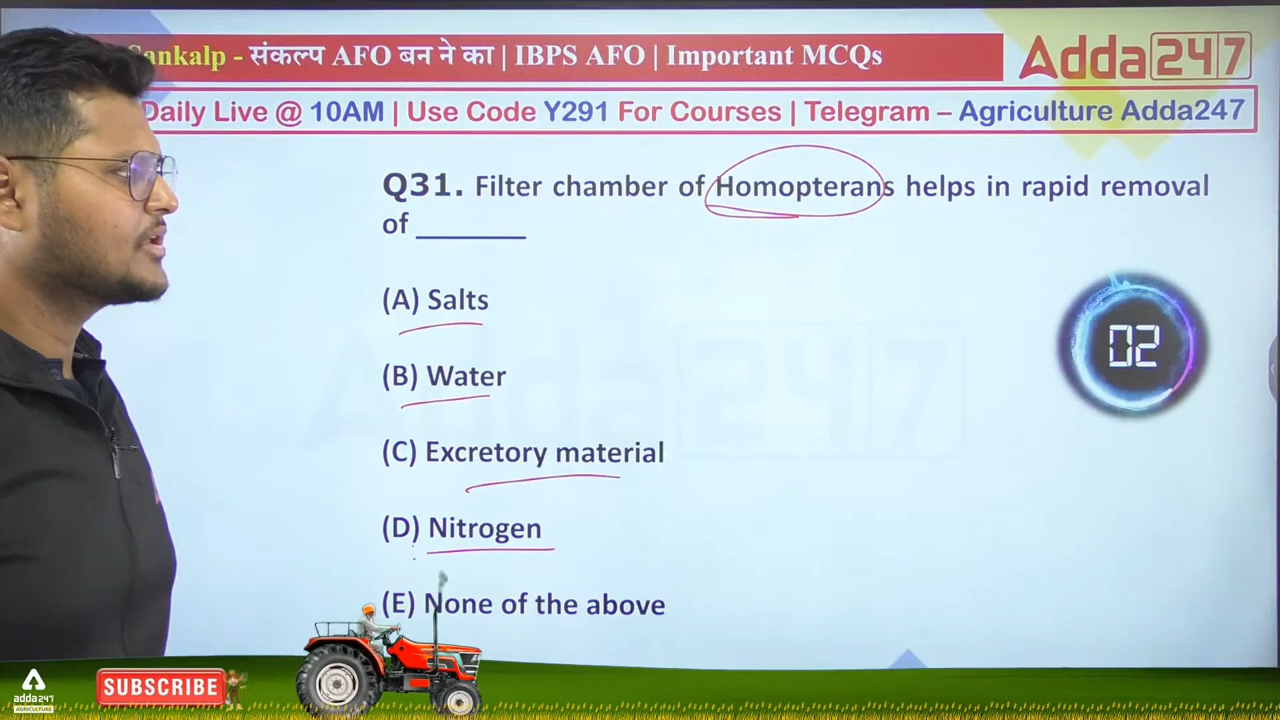 Sankalp - संकल्प AFO बन ने का | IBPS AFO | Important MCQs
Adda247
Daily Live @ 10AM | Use Code Y291 For Courses | Telegram – Agriculture Adda247
Q31. Filter chamber of Homopterans helps in rapid removal
of ________
(A) Salts
(B) Water
02
(C) Excretory material
(D) Nitrogen
(E) None of the above
adda247
AGRICULTURE
SUBSCRIBE